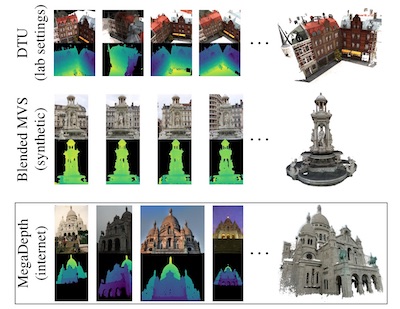 DTU
(lab settings)
Blended MVS
(synthetic)
MegaDepth
(internet)